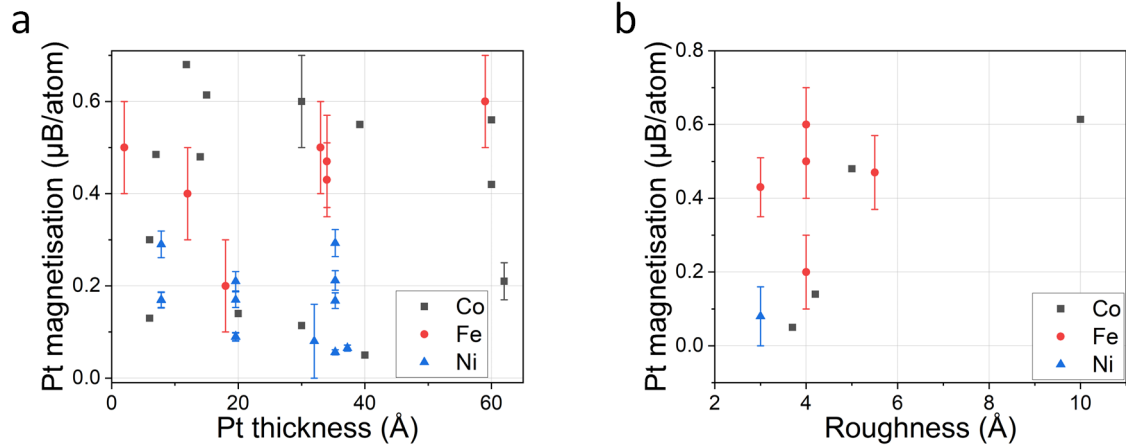 a
Pt magnetisation (µB/atom)
0.6
0.4
0.2
0.0
0 20 40 60
Pt thickness (Å)
Co
Fe
Ni
b
Pt magnetisation (µB/atom)
0.8
0.6
0.4
0.2
0.0
2 4 6 8 10
Roughness (Å)
Co
Fe
Ni